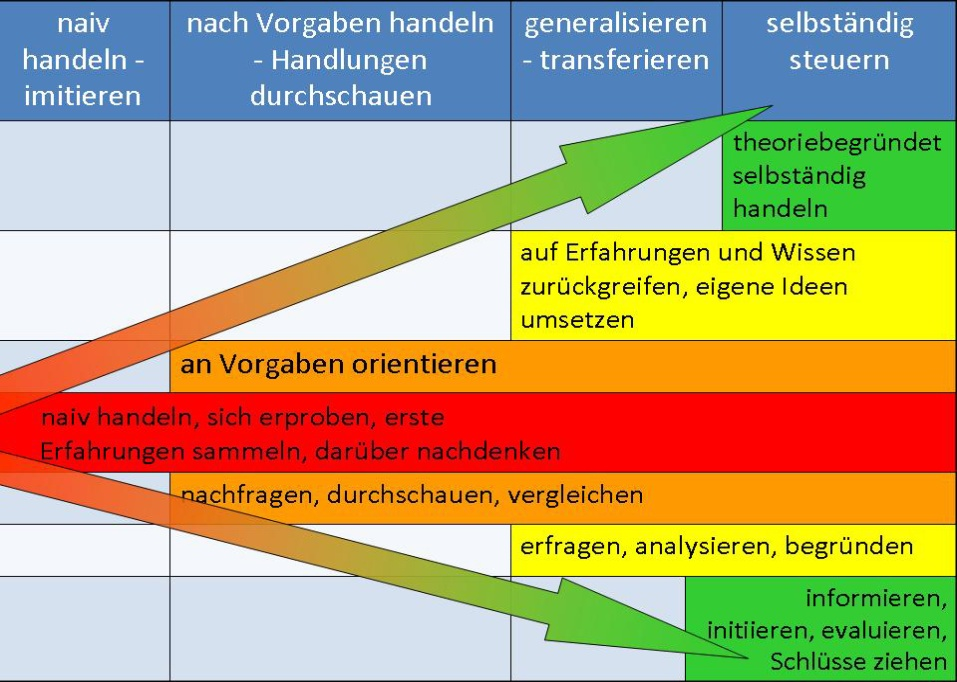 naiv
handeln -
imitieren
nach Vorgaben handeln
- Handlungen
durchschauen
generalisieren
- transferieren
selbständig
steuern
theoriebegründet
selbständig
handeln
auf Erfahrungen und Wissen
zurückgreifen, eigene Ideen
umsetzen
an Vorgaben orientieren
naiv handeln, sich erproben, erste
Erfahrungen sammeln, darüber nachdenken
nachfragen, durchschauen, vergleichen
erfragen, analysieren, begründen
informieren,
initiieren, evaluieren,
Schlüsse ziehen